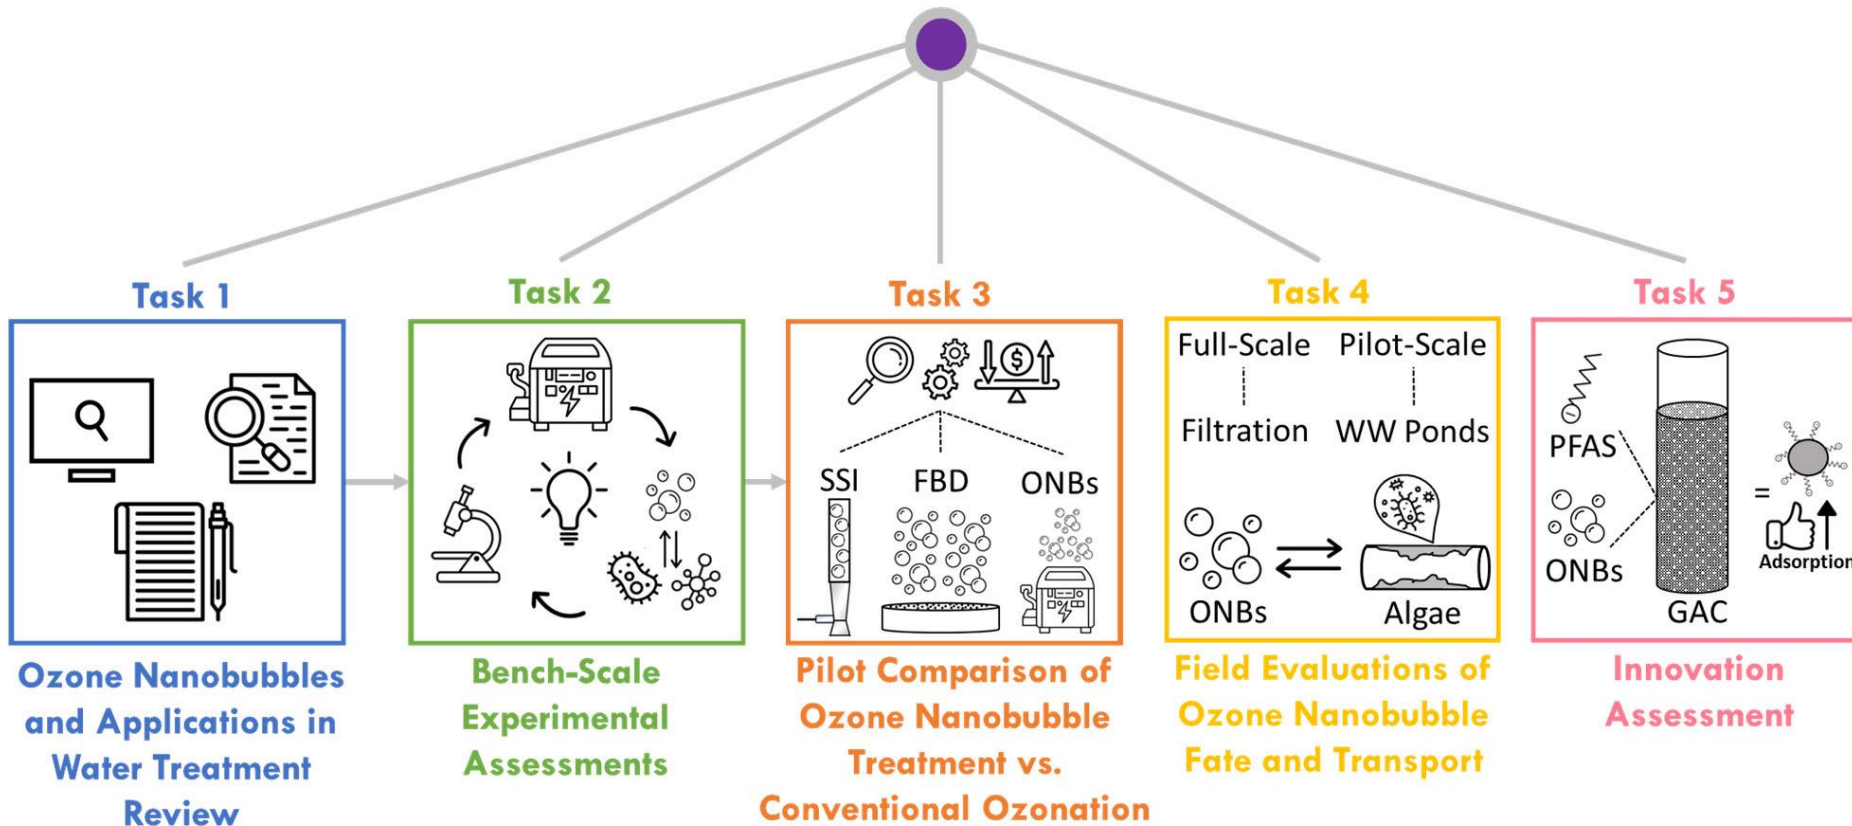 Task 1
Task 2
Task 3
Task 4
Task 5
SSI
FBD
ONBs
Full-Scale
Pilot-Scale
Filtration
WW Ponds
ONBs
Algae
PFAS
ONBs
GAC
=
Adsorption
$
Ozone Nanobubbles
and Applications in
Water Treatment
Review
Bench-Scale
Experimental
Assessments
Pilot Comparison of
Ozone Nanobubble
Treatment vs.
Conventional Ozonation
Field Evaluations of
Ozone Nanobubble
Fate and Transport
Innovation
Assessment